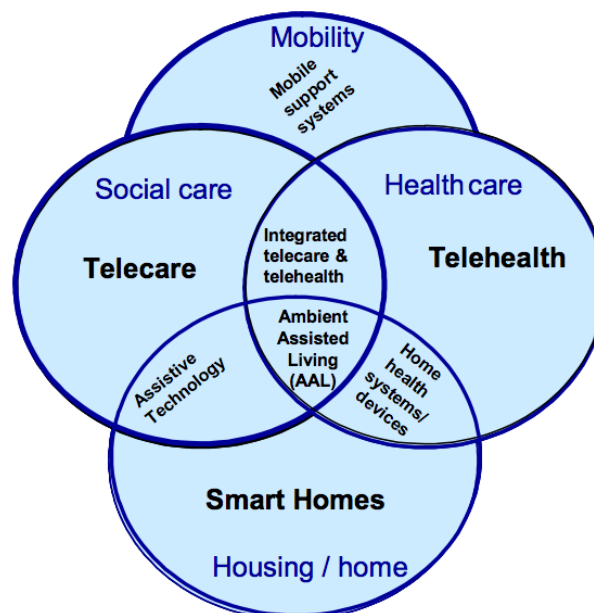 Mobility
Mobile
support
systems
Social care
Health care
Telecare
Integrated
telecare &
telehealth
Telehealth
Ambient
Assisted
Living
(AAL)
Assistive
Technology
Home
health
systems/
devices
Smart Homes
Housing / home